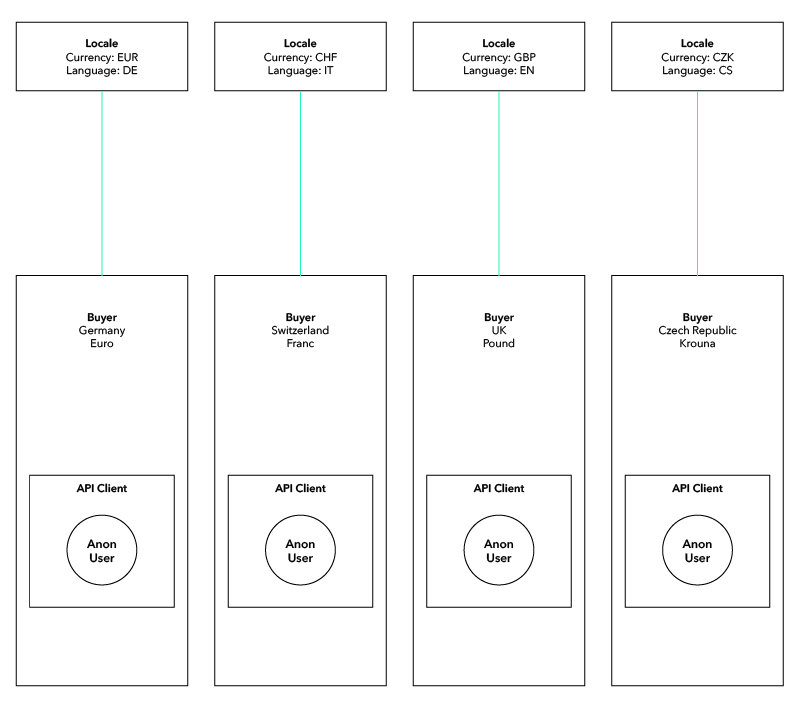 Locale
Currency: EUR
Language: DE
Locale
Currency: CHF
Language: IT
Locale
Currency: GBP
Language: EN
Locale
Currency: CZK
Language: CS
Buyer
Germany
Euro
API Client
Anon
User
Buyer
Switzerland
Franc
API Client
Anon
User
Buyer
UK
Pound
API Client
Anon
User
Buyer
Czech Republic
Krouna
API Client
Anon
User